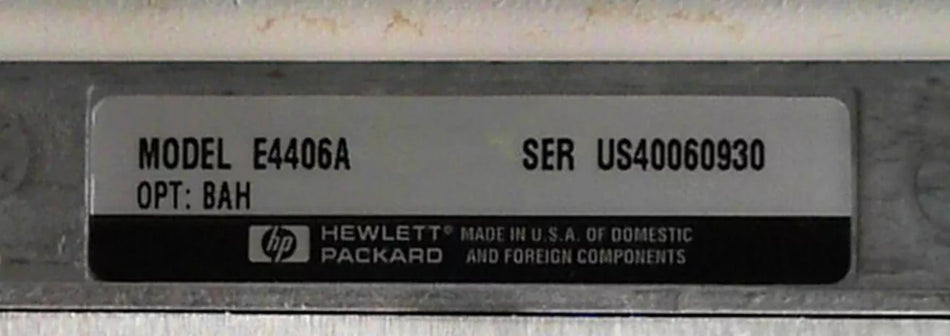 MODEL E4406A SER US40060930
OPT: BAH
hp HEWLETT® MADE IN U.S.A. OF DOMESTIC
PACKARD AND FOREIGN COMPONENTS